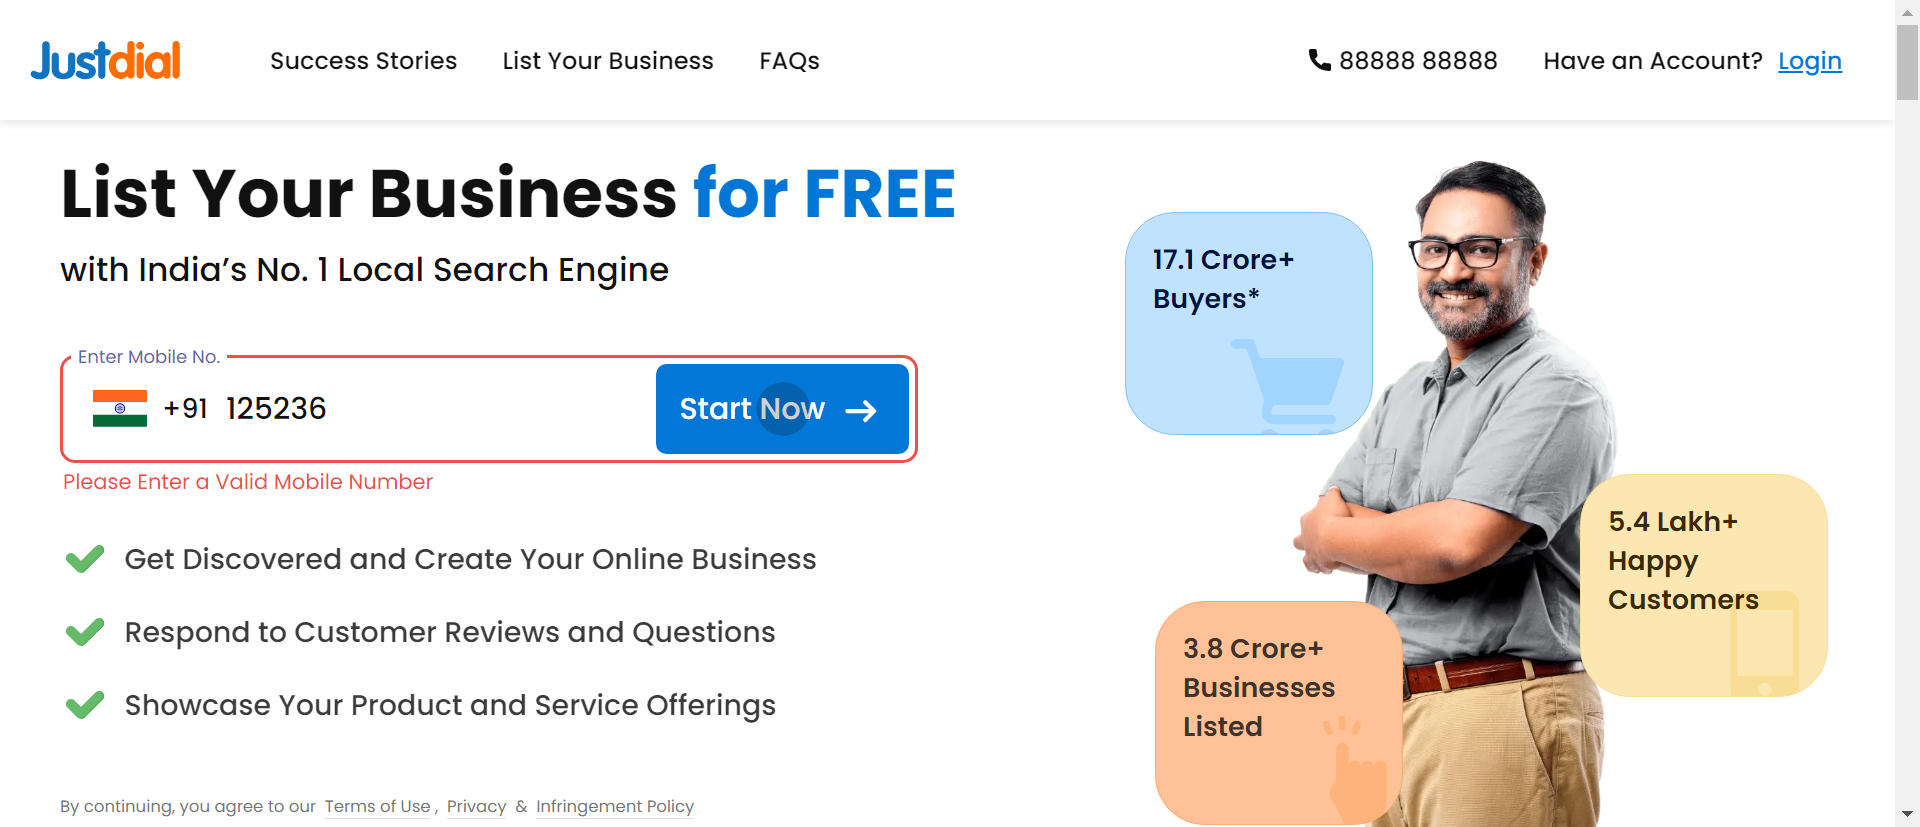 Justdial
Success Stories
List Your Business
FAQs
88888 88888
Have an Account? Login
List Your Business for FREE
with India's No. 1 Local Search Engine
Enter Mobile No.
+91 125236
Start Now
Please Enter a Valid Mobile Number
Get Discovered and Create Your Online Business
Respond to Customer Reviews and Questions
Showcase Your Product and Service Offerings
By continuing, you agree to our Terms of Use , Privacy & Infringement Policy
17.1 Crore+
Buyers*
5.4 Lakh+
Happy
Customers
3.8 Crore+
Businesses
Listed